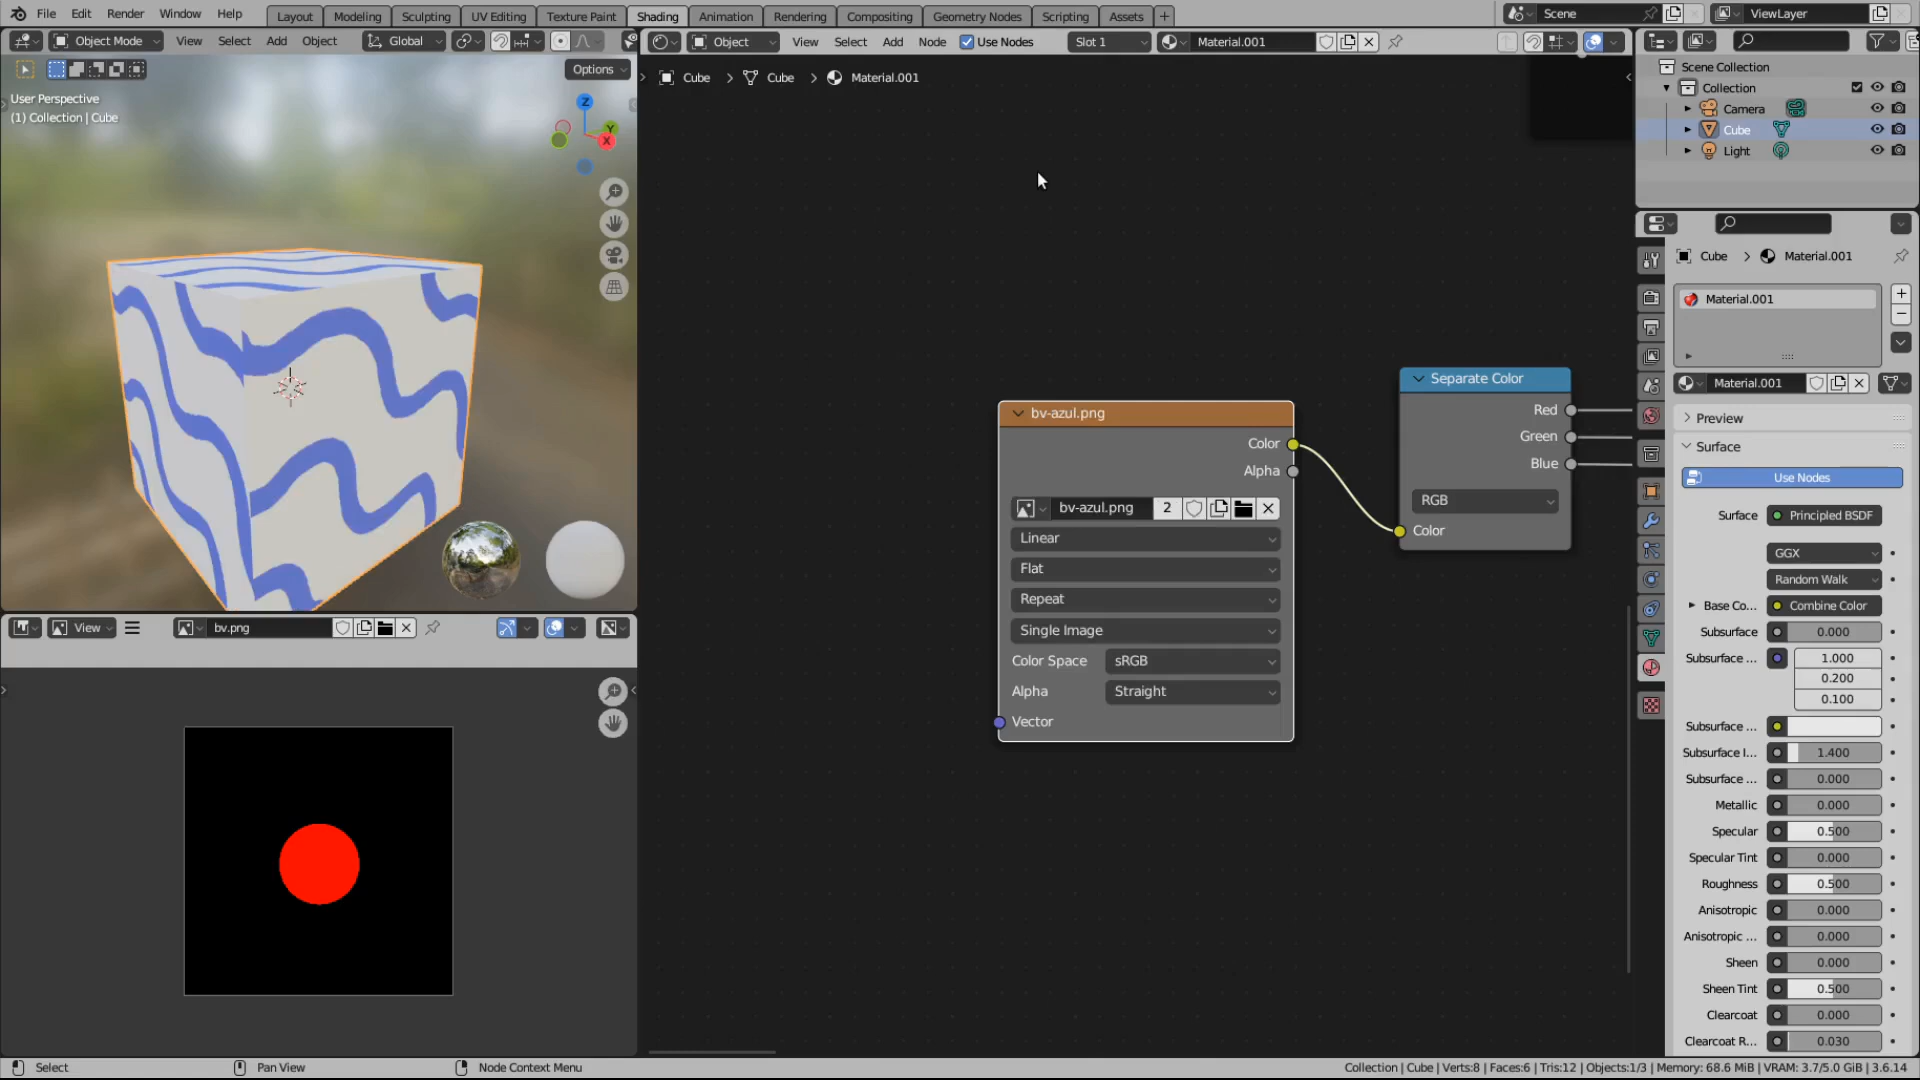 File Edit Render Window Help Layout Modeling Sculpting UV Editing Texture Paint Shading Animation Rendering Compositing Geometry Nodes Scripting Assets + Scene ViewLayer
Object Mode View Select Add Object Global Object View Select Add Node Use Nodes Slot 1 Material.001
Options
Cube > Cube > Material.001
User Perspective
(1) Collection | Cube
Z
Y
X
Scene Collection
Collection
Camera
Cube
Light
Cube > Material.001
Material.001
Material.001
Preview
Surface
Use Nodes
Surface Principled BSDF
GGX
Random Walk
Base Co... Combine Color
Subsurface 0.000
Subsurface ... 1.000
0.200
0.100
Subsurface ...
Subsurface I... 1.400
Subsurface ... 0.000
Metallic 0.000
Specular 0.500
Specular Tint 0.000
Roughness 0.500
Anisotropic 0.000
Anisotropic ... 0.000
Sheen 0.000
Sheen Tint 0.500
Clearcoat 0.000
Clearcoat R... 0.030
bv-azul.png
Color
Alpha
bv-azul.png 2
Linear
Flat
Repeat
Single Image
Color Space sRGB
Alpha Straight
Vector
Separate Color
Red
Green
Blue
RGB
Color
View bv.png
Select Pan View Node Context Menu Collection | Cube | Verts:8 | Faces:6 | Tris:12 | Objects:1/3 | Memory: 68.6 MiB | VRAM: 3.7/5.0 GiB | 3.6.14